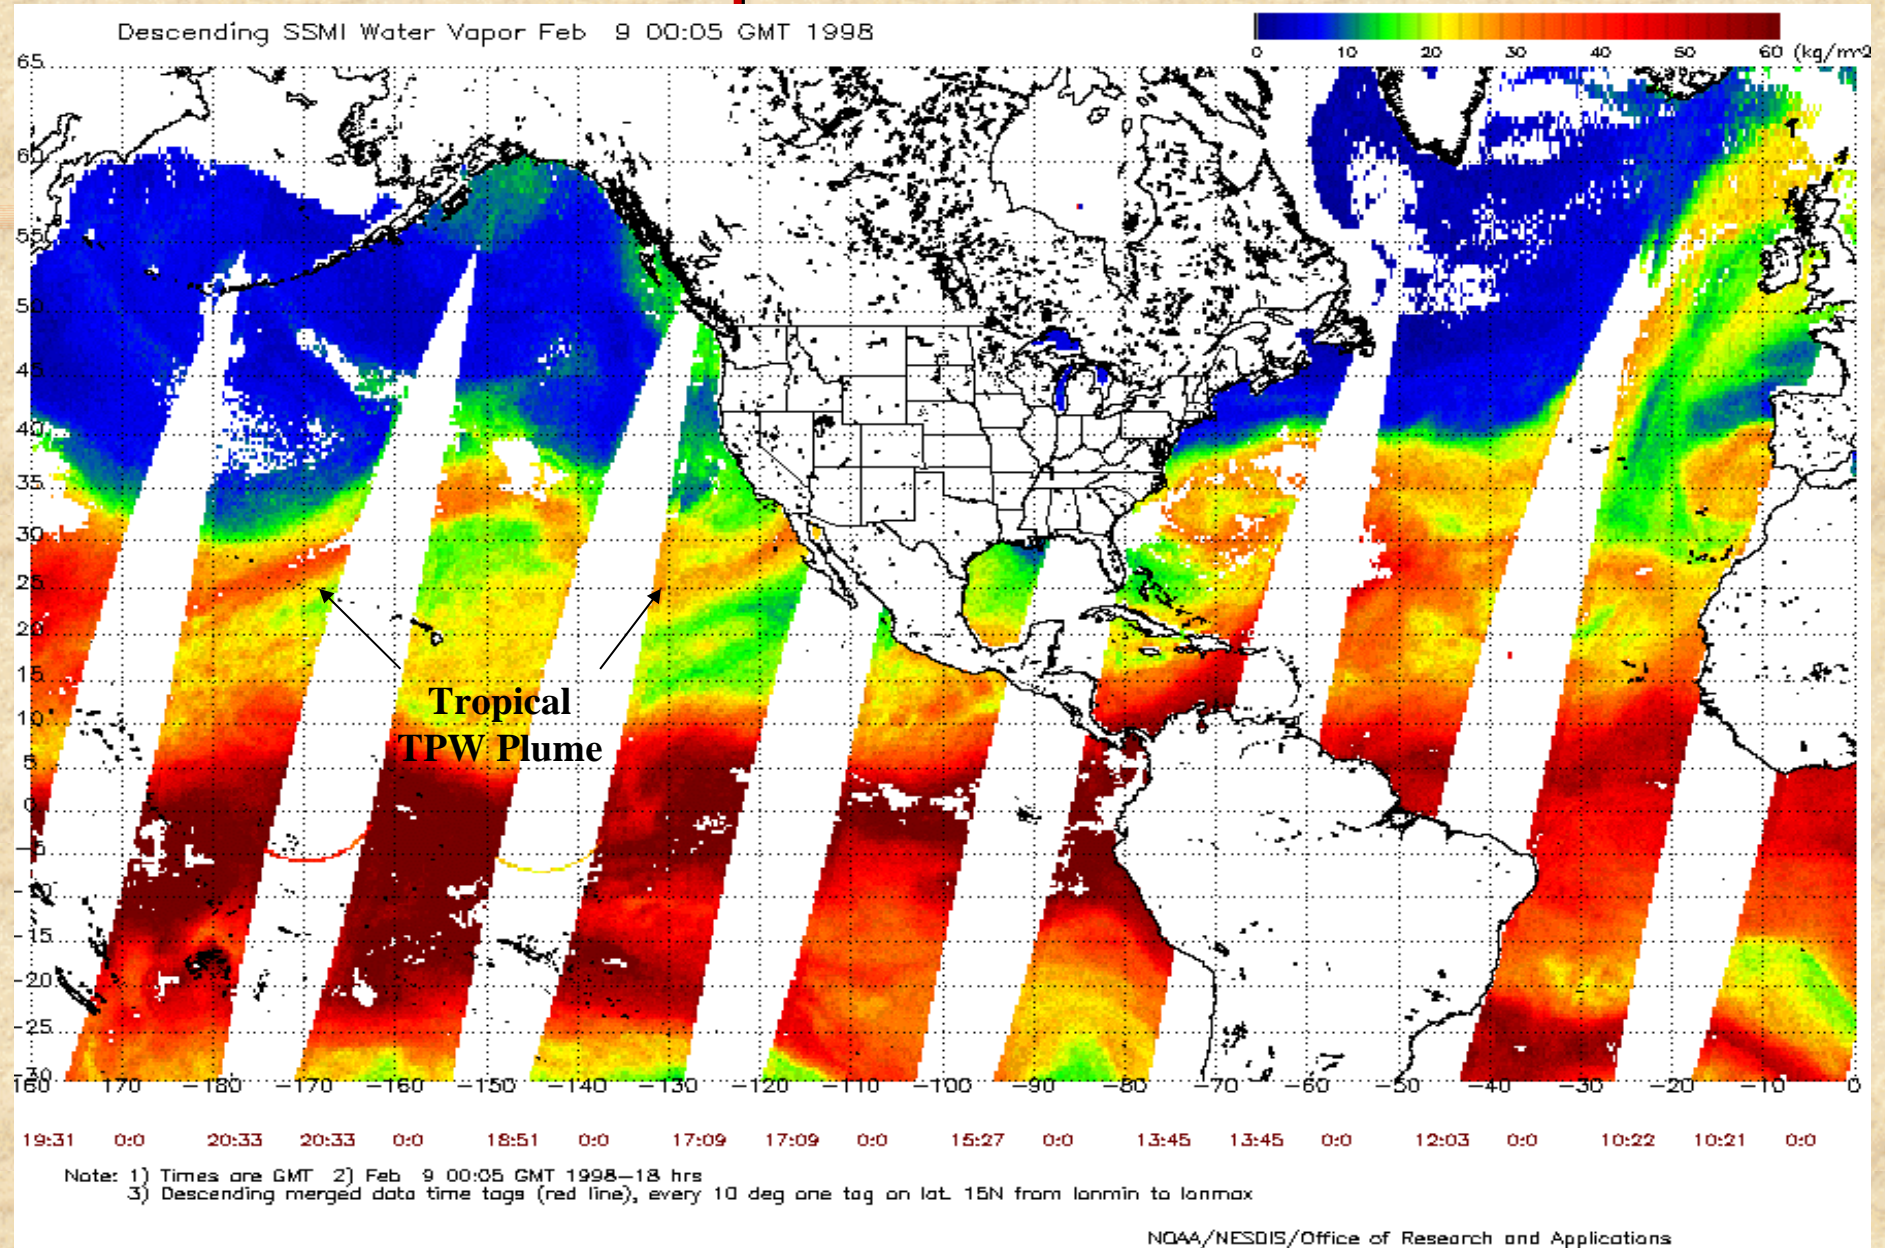 Descending SSMI Water Vapor Feb 9 00:05 GMT 1998
0 10 20 30 40 50 60 (kg/m^2
65
60
55
50
45
40
35
30
25
20
15
10
5
0
-5
-10
-15
-20
-25
-30
Tropical
TPW Plume
160 170 -180 -170 -160 -150 -140 -130 -120 -110 -100 -90 -80 -70 -60 -50 -40 -30 -20 -10 0
19:31 0:0 20:33 20:33 0:0 18:51 0:0 17:09 17:09 0:0 15:27 0:0 13:45 13:45 0:0 12:03 0:0 10:22 10:21 0:0
Note: 1) Times are GMT 2) Feb 9 00:05 GMT 1998-18 hrs
3) Descending merged data time tags (red line), every 10 deg one tag on lat. 15N from lonmin to lonmax
NOAA/NESDIS/Office of Research and Applications